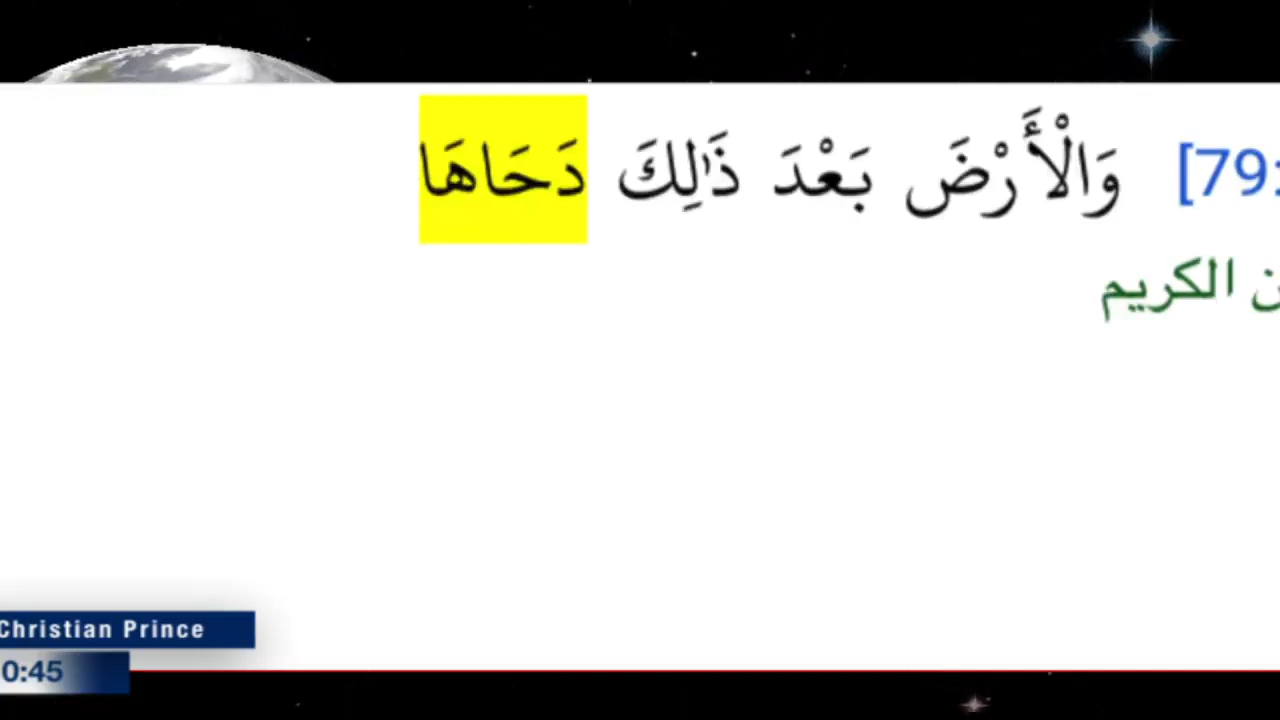 [79: وَالْأَرْضَ بَعْدَ ذَٰلِكَ دَحَاهَا
الكريم
Christian Prince
0:45